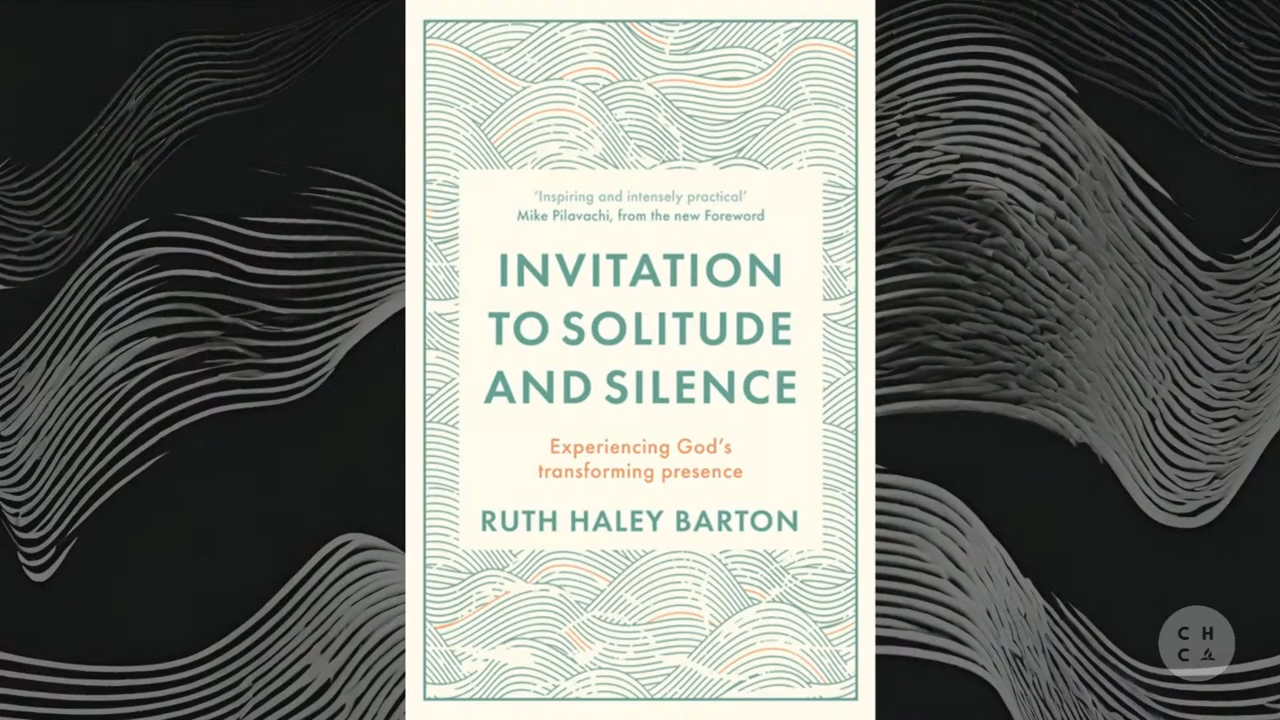 ‘Inspiring and intensely practical’
Mike Pilavachi, from the new Foreword
INVITATION
TO SOLITUDE
AND SILENCE
Experiencing God’s
transforming presence
RUTH HALEY BARTON
C H
C